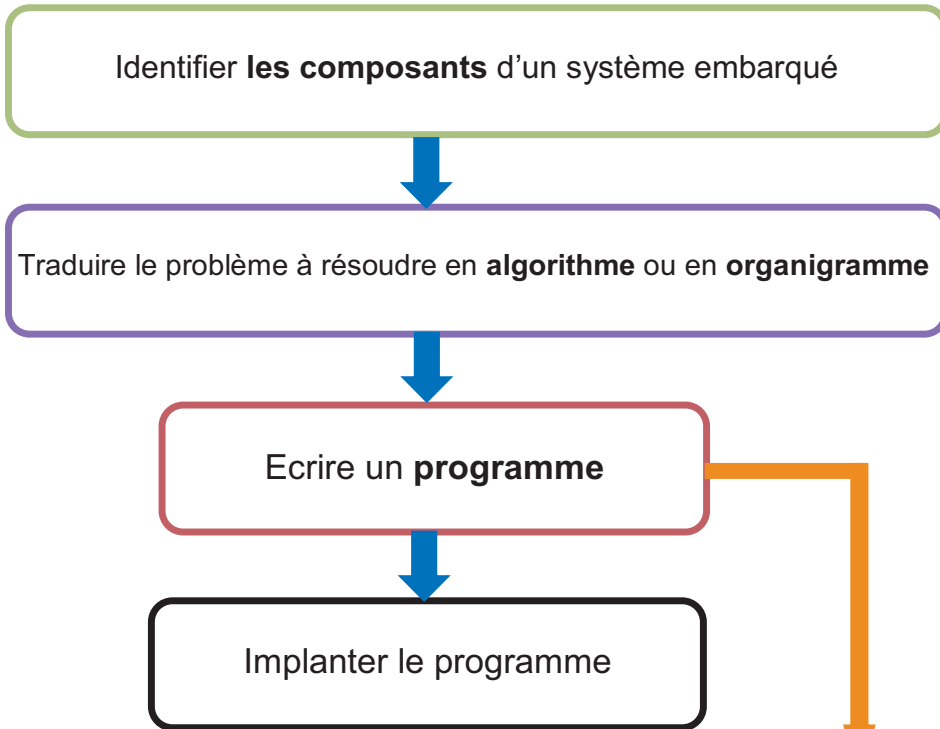 Identifier les composants d'un système embarqué
Traduire le problème à résoudre en algorithme ou en organigramme
Ecrire un programme
Implanter le programme